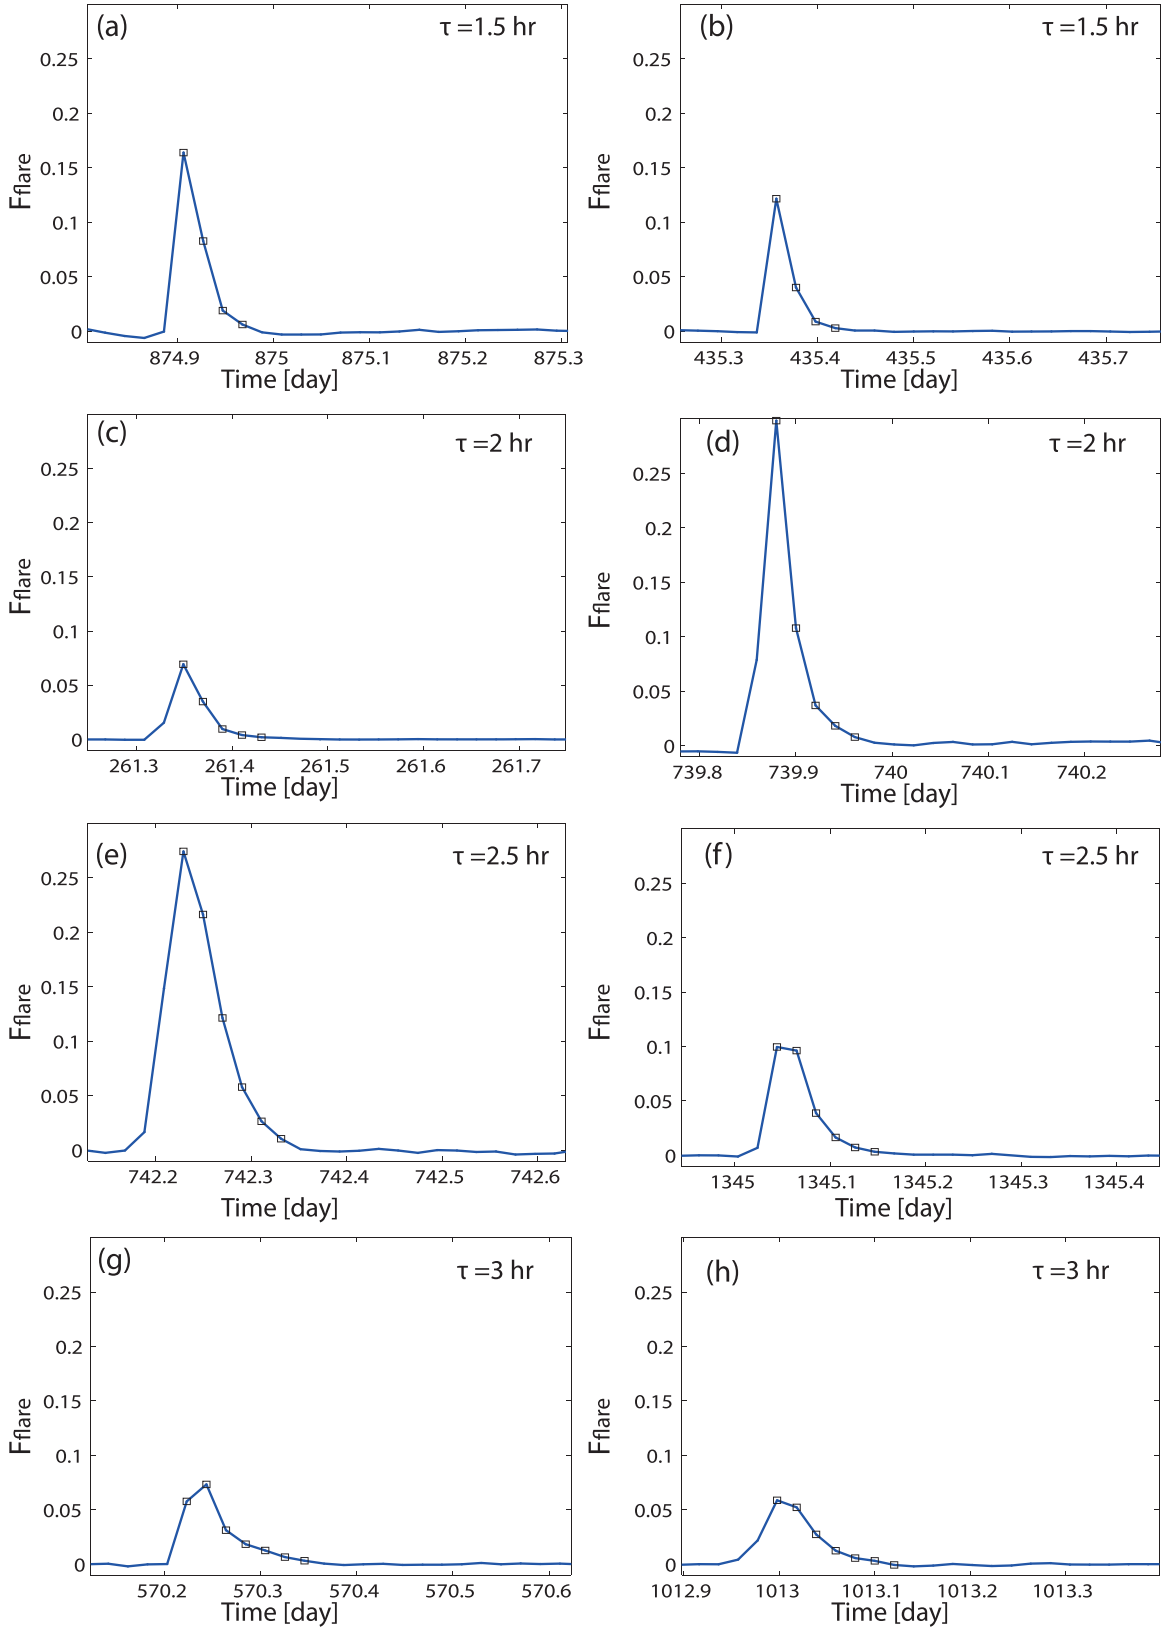 (a) τ =1.5 hr
0.25
0.2
0.15
0.1
0.05
0
Fflare
874.9 875 875.1 875.2 875.3
Time [day]
(b) τ =1.5 hr
0.25
0.2
0.15
0.1
0.05
0
Fflare
435.3 435.4 435.5 435.6 435.7
Time [day]
(c) τ =2 hr
0.25
0.2
0.15
0.1
0.05
0
Fflare
261.3 261.4 261.5 261.6 261.7
Time [day]
(d) τ =2 hr
0.25
0.2
0.15
0.1
0.05
0
Fflare
739.8 739.9 740 740.1 740.2
Time [day]
(e) τ =2.5 hr
0.25
0.2
0.15
0.1
0.05
0
Fflare
742.2 742.3 742.4 742.5 742.6
Time [day]
(f) τ =2.5 hr
0.25
0.2
0.15
0.1
0.05
0
Fflare
1345 1345.1 1345.2 1345.3 1345.4
Time [day]
(g) τ =3 hr
0.25
0.2
0.15
0.1
0.05
0
Fflare
570.2 570.3 570.4 570.5 570.6
Time [day]
(h) τ =3 hr
0.25
0.2
0.15
0.1
0.05
0
Fflare
1012.9 1013 1013.1 1013.2 1013.3
Time [day]